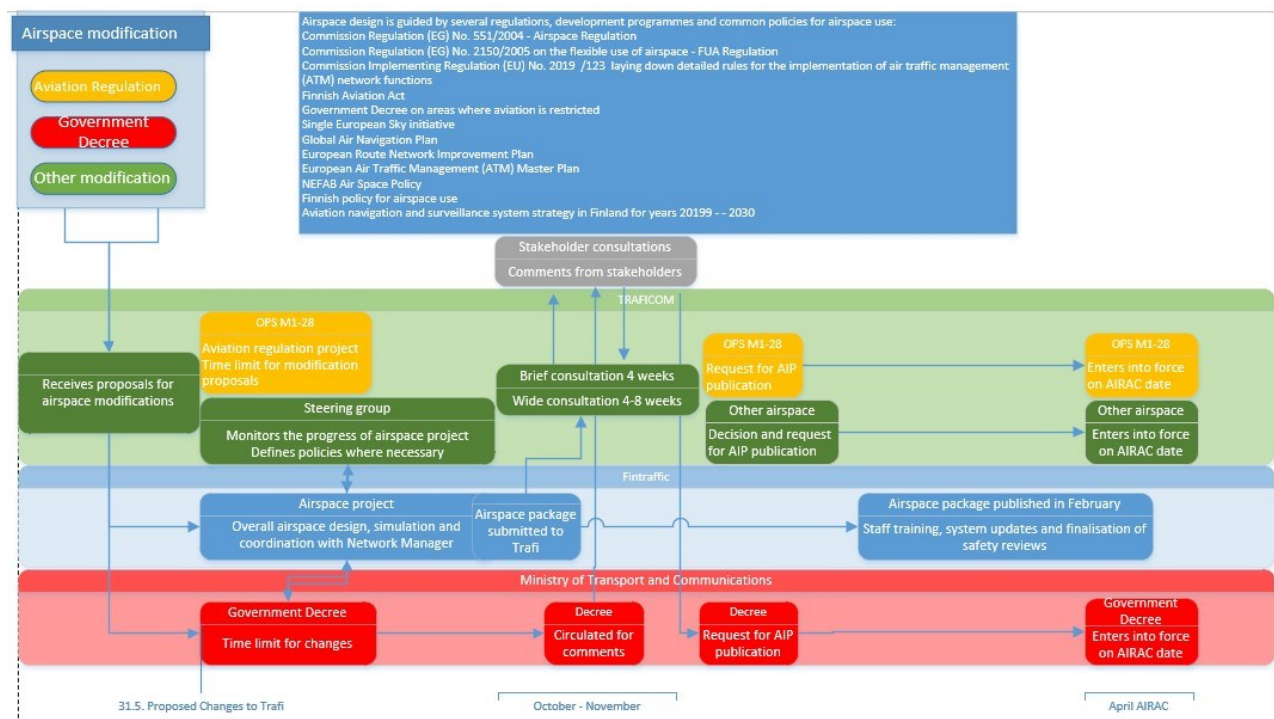 Airspace modification
Aviation Regulation
Government
Decree
Other modification
Airspace design is guided by several regulations, development programmes and common policies for airspace use:
Commission Regulation (EG) No. 551/2004 - Airspace Regulation
Commission Regulation (EG) No. 2150/2005 on the flexible use of airspace - FUA Regulation
Commission Implementing Regulation (EU) No. 2019 /123 laying down detailed rules for the implementation of air traffic management
(ATM) network functions
Finnish Aviation Act
Government Decree on areas where aviation is restricted
Single European Sky initiative
Global Air Navigation Plan
European Route Network Improvement Plan
European Air Traffic Management (ATM) Master Plan
NEFAB Air Space Policy
Finnish policy for airspace use
Aviation navigation and surveillance system strategy in Finland for years 20199 - - 2030
Stakeholder consultations
Comments from stakeholders
TRAFICOM
Receives proposals for
airspace modifications
OPS M1-28
Aviation regulation project
Time limit for modification
proposals
Steering group
Monitors the progress of airspace project
Defines policies where necessary
Brief consultation 4 weeks
Wide consultation 4-8 weeks
OPS M1-28
Request for AIP
publication
Other airspace
Decision and request
for AIP publication
OPS M1-28
Enters into force
on AIRAC date
Other airspace
Enters into force
on AIRAC date
Fintraffic
Airspace project
Overall airspace design, simulation and
coordination with Network Manager
Airspace package
submitted to
Trafi
Airspace package published in February
Staff training, system updates and finalisation of
safety reviews
Ministry of Transport and Communications
Government Decree
Time limit for changes
Decree
Circulated for
comments
Decree
Request for AIP
publication
Government
Decree
Enters into force
on AIRAC date
31.5. Proposed Changes to Trafi
October - November
April AIRAC